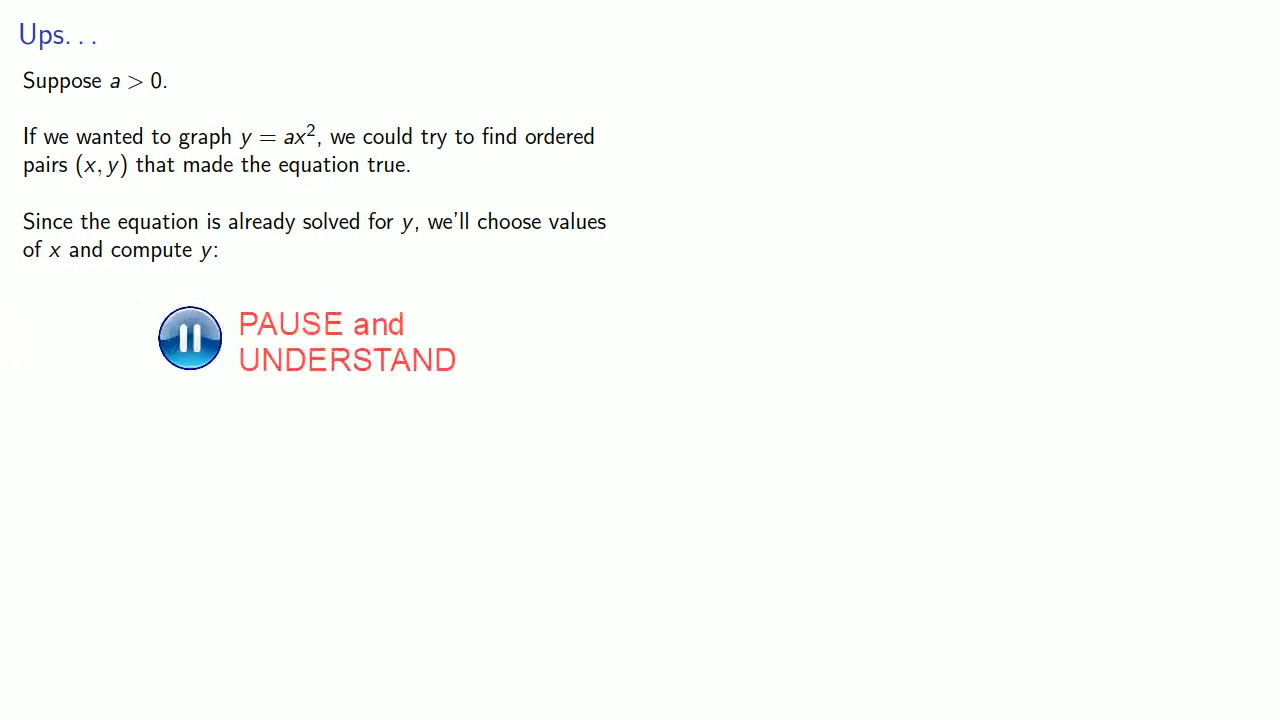 Ups. . .
Suppose a > 0.
If we wanted to graph y = ax², we could try to find ordered
pairs (x, y) that made the equation true.
Since the equation is already solved for y, we'll choose values
of x and compute y:
PAUSE and
UNDERSTAND